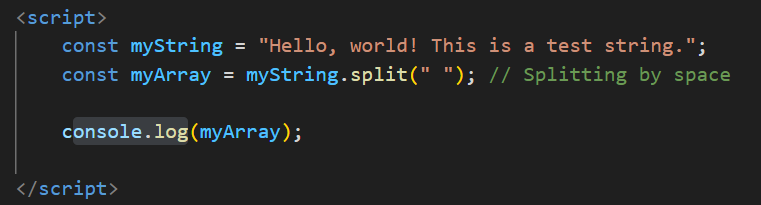 <script>
const myString = "Hello, world! This is a test string.";
const myArray = myString.split(" "); // Splitting by space
console.log(myArray);
</script>